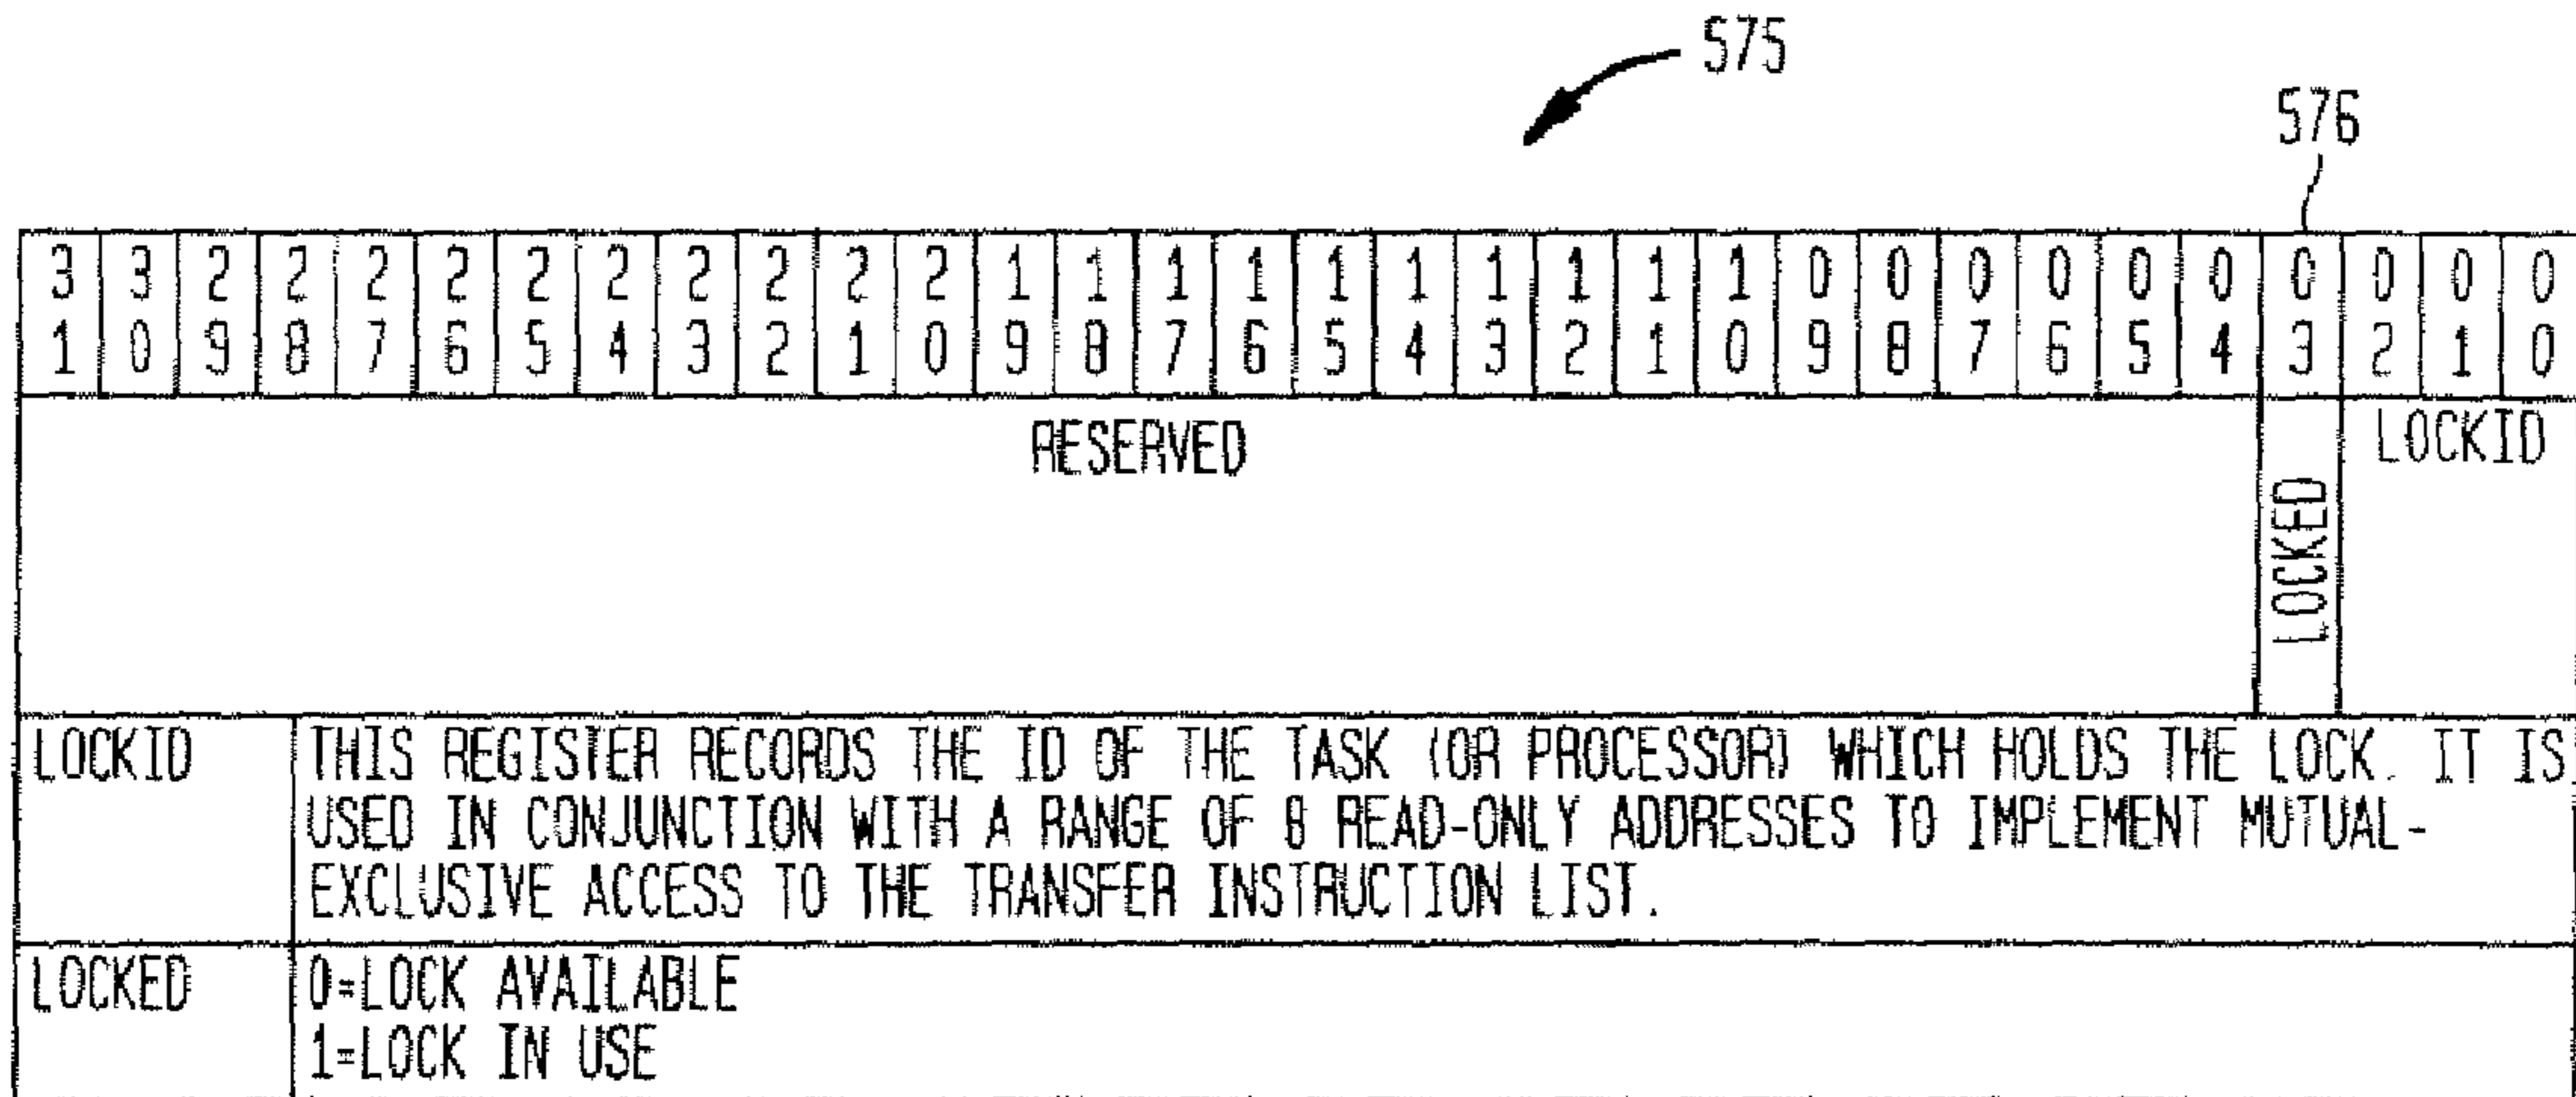 575
576
3 3 2 2 2 2 2 2 2 2 2 2 1 1 1 1 1 1 1 1 1 1 0 0 0 0 0 0 0 0 0 0
1 0 9 8 7 6 5 4 3 2 1 0 9 8 7 6 5 4 3 2 1 0 9 8 7 6 5 4 3 2 1 0
RESERVED
LOCKED
LOCKID
LOCKID THIS REGISTER RECORDS THE ID OF THE TASK (OR PROCESSOR) WHICH HOLDS THE LOCK. IT IS
USED IN CONJUNCTION WITH A RANGE OF 8 READ-ONLY ADDRESSES TO IMPLEMENT MUTUAL-
EXCLUSIVE ACCESS TO THE TRANSFER INSTRUCTION LIST.
LOCKED 0=LOCK AVAILABLE
1=LOCK IN USE